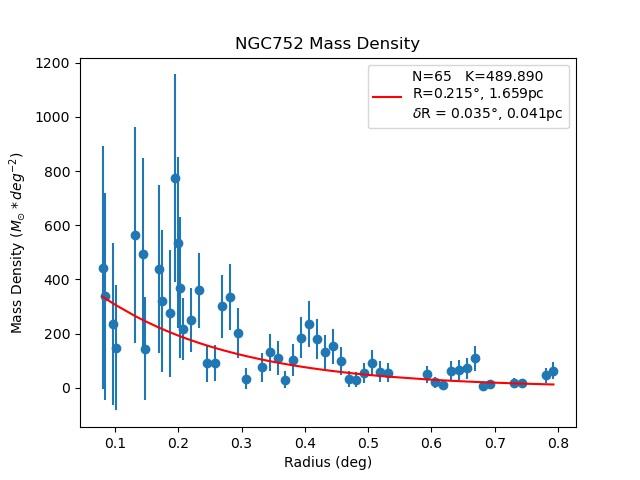 NGC752 Mass Density
N=65 K=489.890
R=0.215°, 1.659pc
δR = 0.035°, 0.041pc
Mass Density (M⊙ * deg⁻²)
1200
1000
800
600
400
200
0
0.1 0.2 0.3 0.4 0.5 0.6 0.7 0.8
Radius (deg)